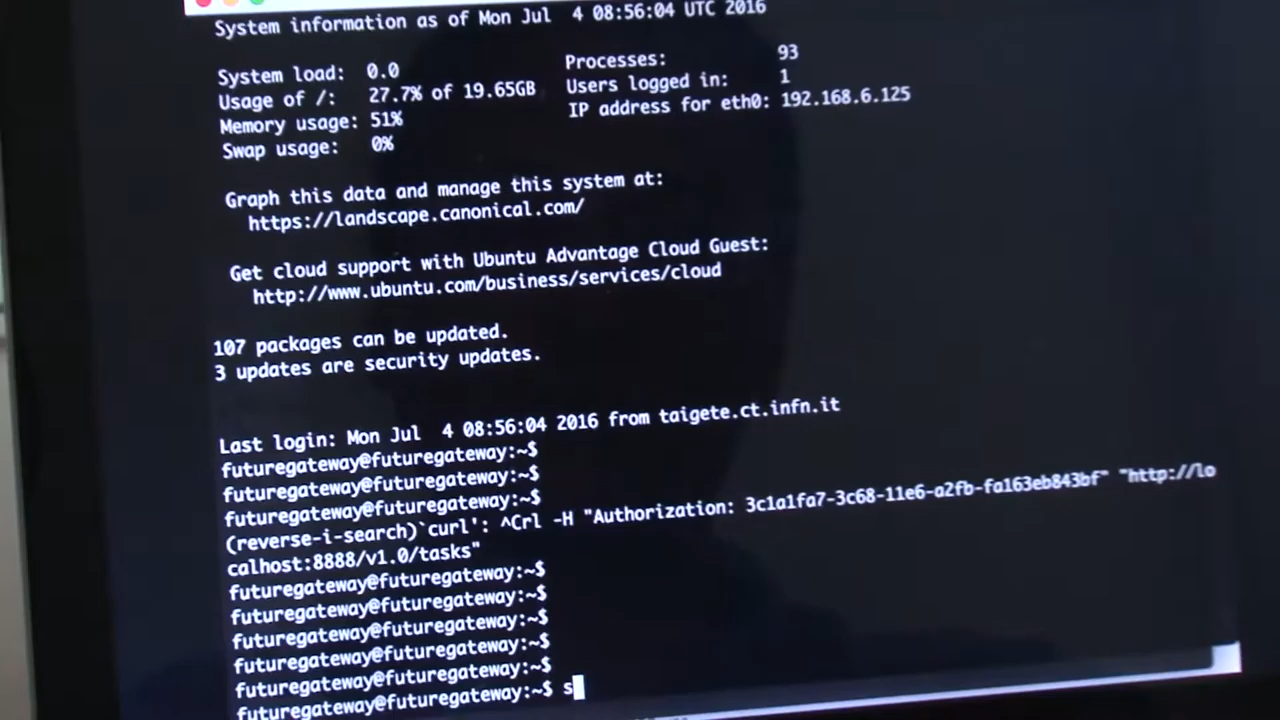 System information as of Mon Jul  4 08:56:04 UTC 2016
System load:  0.0               Processes:           93
Usage of /:   27.7% of 19.65GB   Users logged in:     1
Memory usage: 51%               IP address for eth0: 192.168.6.125
Swap usage:   0%
Graph this data and manage this system at:
https://landscape.canonical.com/
Get cloud support with Ubuntu Advantage Cloud Guest:
http://www.ubuntu.com/business/services/cloud
107 packages can be updated.
3 updates are security updates.
Last login: Mon Jul  4 08:56:04 2016 from taigete.ct.infn.it
futuregateway@futuregateway:~$
futuregateway@futuregateway:~$
futuregateway@futuregateway:~$
(reverse-i-search)`curl': ^Crl -H "Authorization: 3c1a1fa7-3c68-11e6-a2fb-fa163eb843bf" "http://lo
calhost:8888/v1.0/tasks"
futuregateway@futuregateway:~$
futuregateway@futuregateway:~$
futuregateway@futuregateway:~$
futuregateway@futuregateway:~$
futuregateway@futuregateway:~$
futuregateway@futuregateway:~$ s